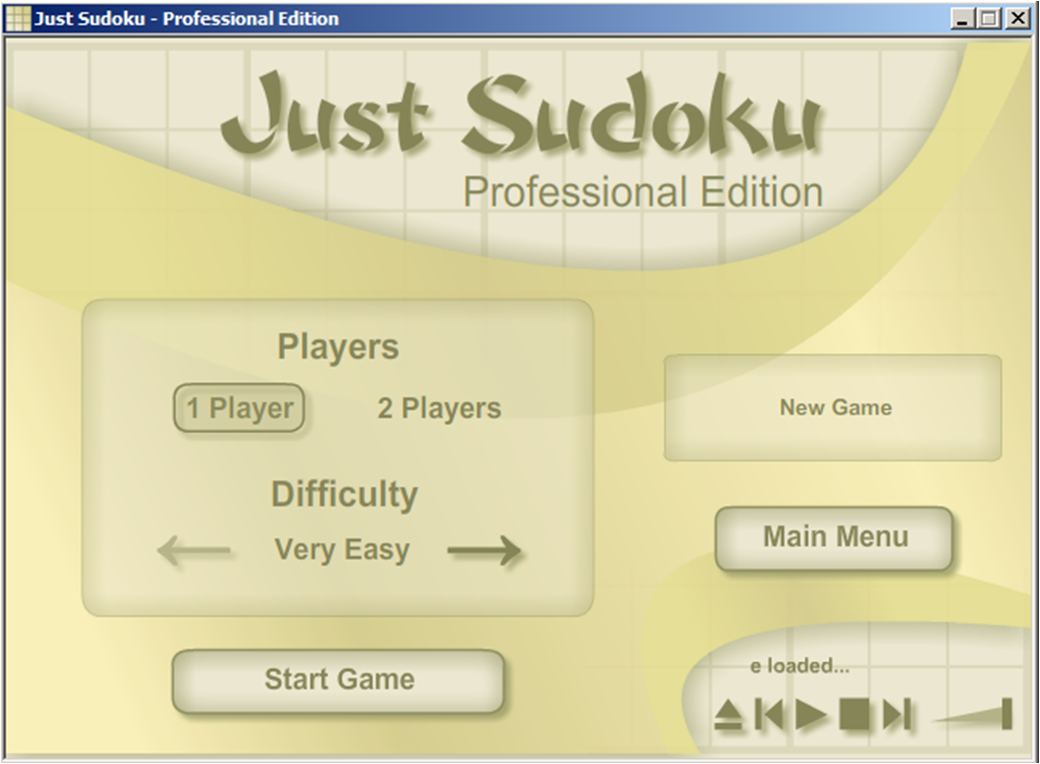 Just Sudoku - Professional Edition
Just Sudoku
Professional Edition
Players
1 Player 2 Players
Difficulty
Very Easy
Start Game
New Game
Main Menu
e loaded...